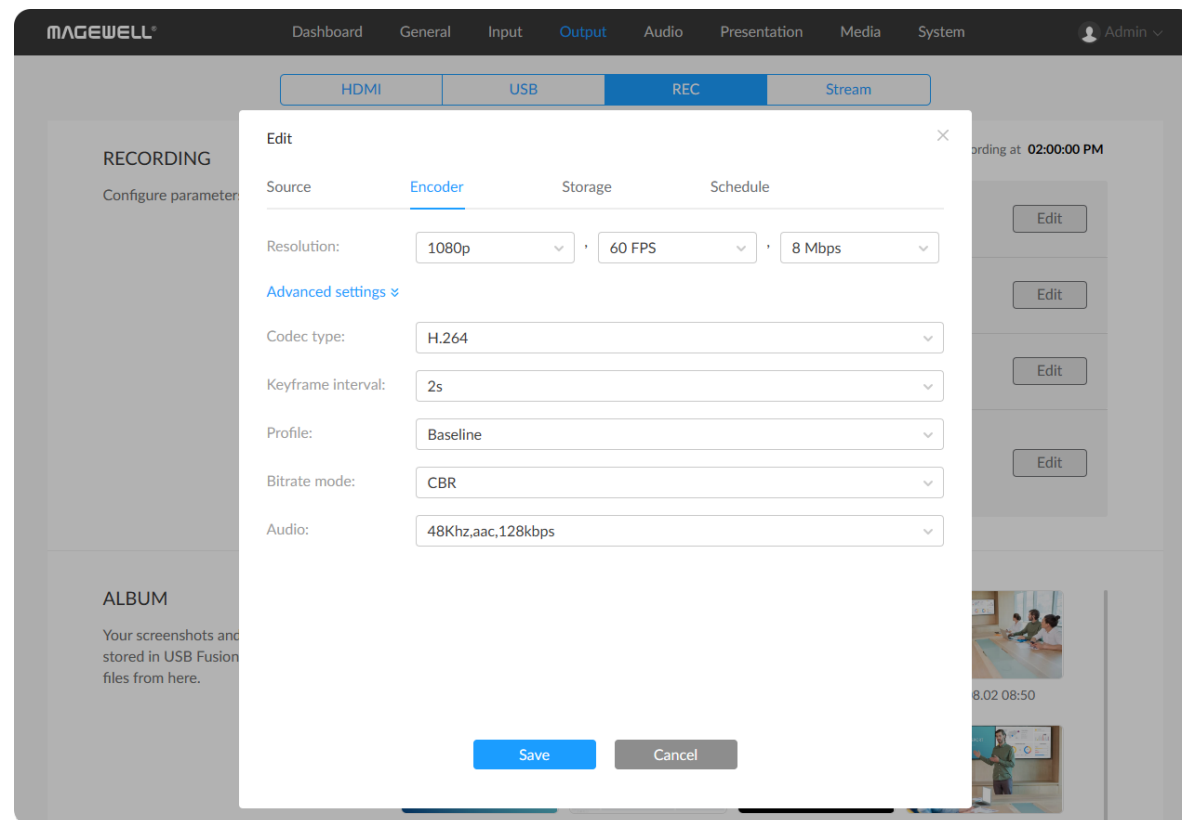 MAGEWELL®
Dashboard General Input Output Audio Presentation Media System Admin
HDMI USB REC Stream
Edit
RECORDING
ording at 02:00:00 PM
Configure parameter
Source Encoder Storage Schedule
Edit
Resolution: 1080p , 60 FPS , 8 Mbps
Advanced settings
Edit
Codec type: H.264
Edit
Keyframe interval: 2s
Profile: Baseline
Edit
Bitrate mode: CBR
Audio: 48Khz,aac,128kbps
ALBUM
Your screenshots and
stored in USB Fusion
files from here.
8.02 08:50
Save Cancel